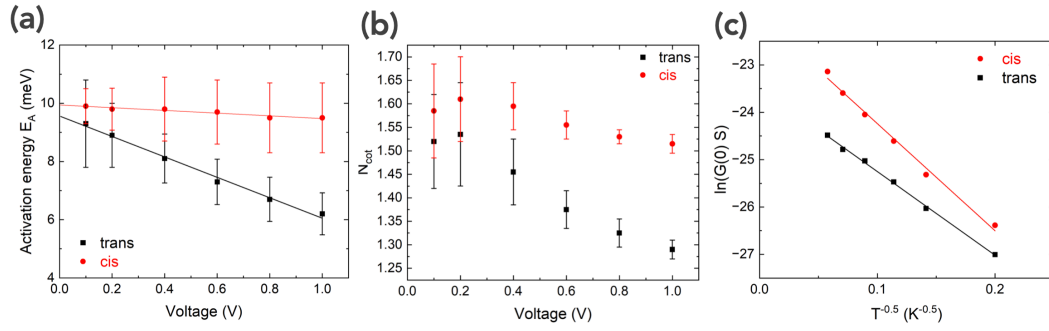 (a)
Activation energy E_A (meV)
12
10
8
6
4
trans
cis
0.0 0.2 0.4 0.6 0.8 1.0
Voltage (V)
(b)
N_cot
1.70
1.65
1.60
1.55
1.50
1.45
1.40
1.35
1.30
1.25
trans
cis
0.0 0.2 0.4 0.6 0.8 1.0
Voltage (V)
(c)
ln(G(0) S)
−23
−24
−25
−26
−27
cis
trans
0.0 0.1 0.2
T^-0.5 (K^-0.5)